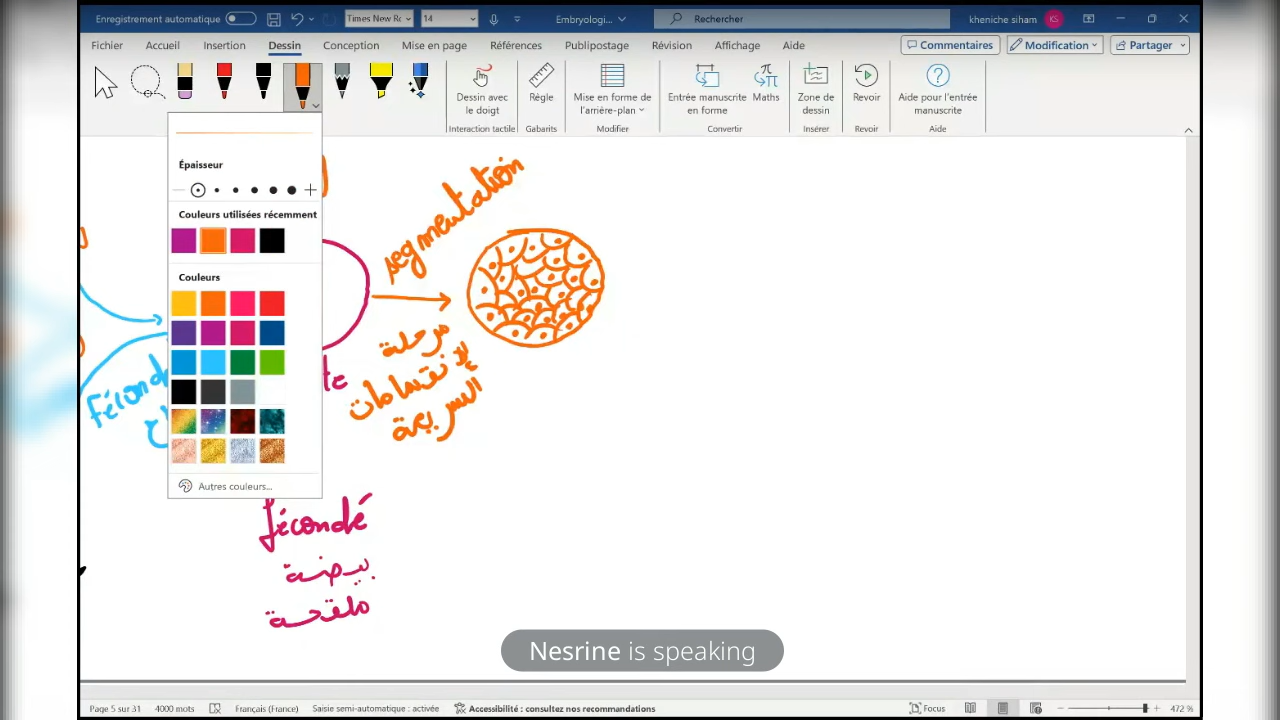 Enregistrement automatique
Times New Ro
14
Embryologi...
Rechercher
kheniche siham
KS
Fichier
Accueil
Insertion
Dessin
Conception
Mise en page
Références
Publipostage
Révision
Affichage
Aide
Commentaires
Modification
Partager
Dessin avec le doigt
Règle
Mise en forme de l'arrière-plan
Entrée manuscrite en forme
Maths
Zone de dessin
Revoir
Aide pour l'entrée manuscrite
Interaction tactile
Gabarits
Modifier
Convertir
Insérer
Revoir
Aide
Épaisseur
Couleurs utilisées récemment
Couleurs
Autres couleurs...
segmentation
مرحلة
الإنقسامات
السريعة
Fécond
te
fécondé
بيضة
ملقحة
Nesrine is speaking
Page 5 sur 31
4000 mots
Français (France)
Saisie semi-automatique : activée
Accessibilité : consultez nos recommandations
Focus
472 %